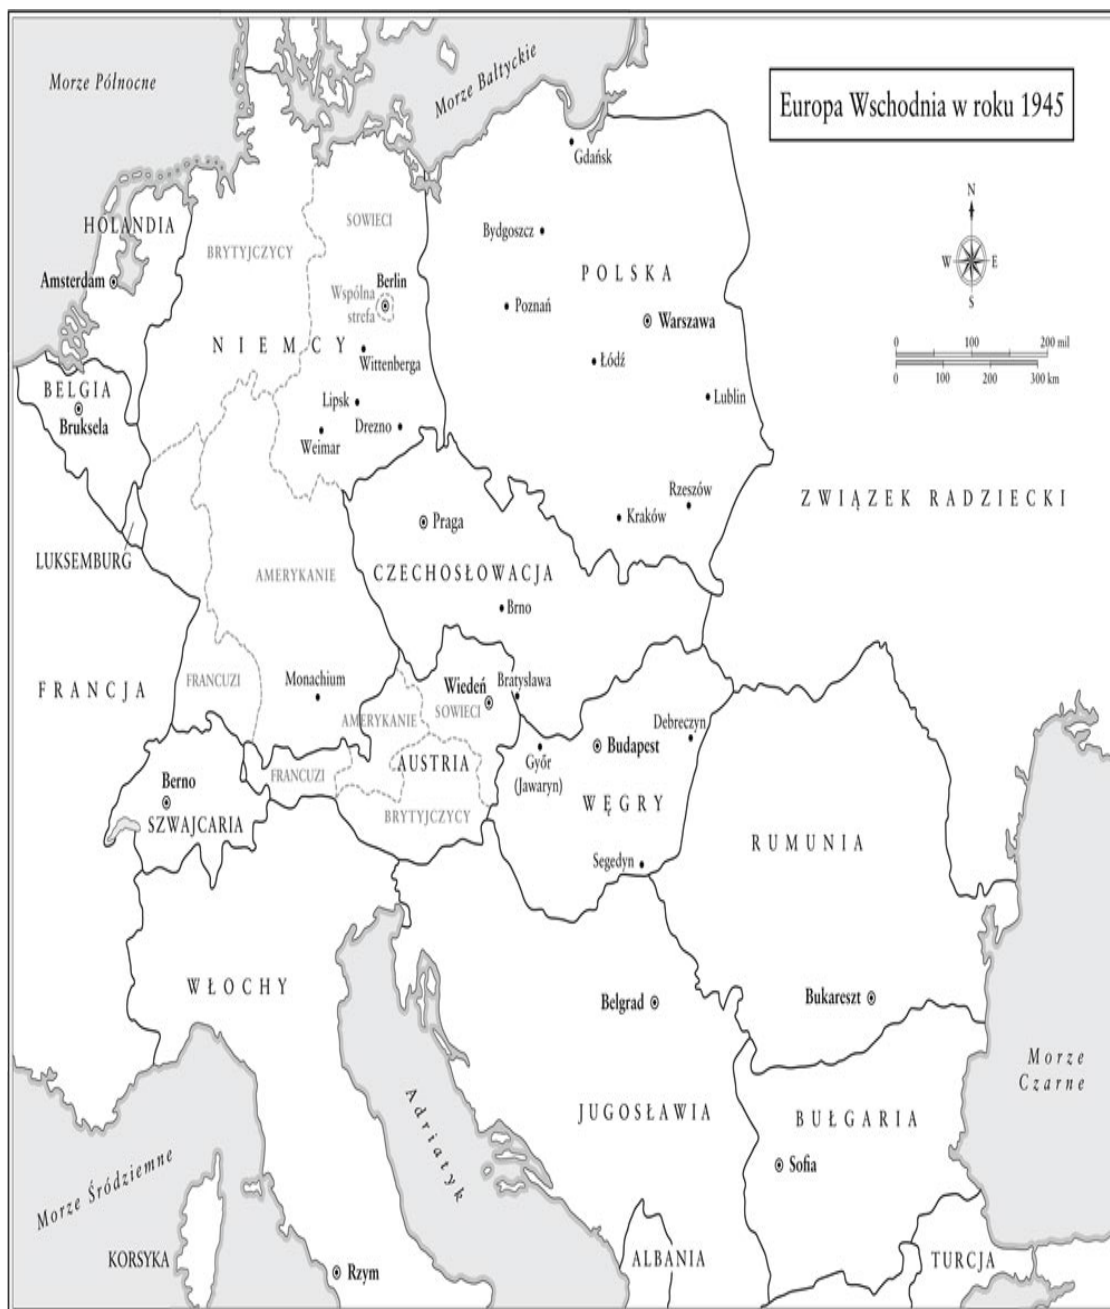 Europa Wschodnia w roku 1945
Morze Północne
Morze Bałtyckie
Gdańsk
N
W
E
S
HOLANDIA
SOWIECI
BRYTYJCZYCY
Bydgoszcz
POLSKA
Amsterdam
Berlin
Wspólna
strefa
Poznań
Warszawa
NIEMCY
Wittenberga
Łódź
0 100 200 mil
0 100 200 300 km
BELGIA
Bruksela
Lipsk
Drezno
Weimar
Lublin
Rzeszów
Kraków
ZWIĄZEK RADZIECKI
Praga
LUKSEMBURG
AMERYKANIE
CZECHOSŁOWACJA
Brno
FRANCJA
FRANCUZI
Monachium
Wiedeń
SOWIECI
Bratysława
AMERYKANIE
Debreczyn
Budapest
Győr
(Jawaryn)
AUSTRIA
FRANCUZI
Berno
SZWAJCARIA
BRYTYJCZYCY
WĘGRY
RUMUNIA
Segedyn
WŁOCHY
Belgrad
Bukareszt
Morze
Czarne
Adriatyk
JUGOSŁAWIA
BUŁGARIA
Sofia
Morze Śródziemne
KORSYKA
Rzym
ALBANIA
TURCJA